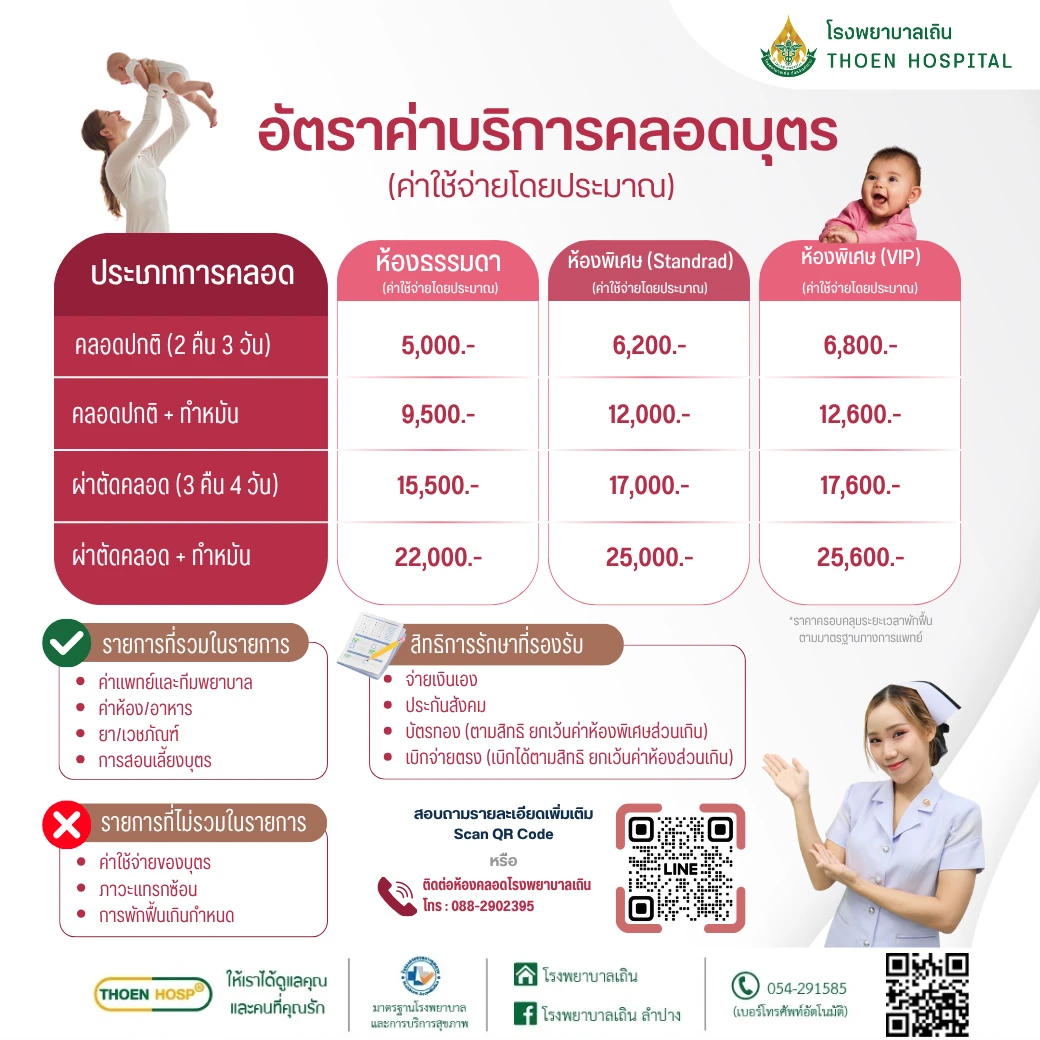 โรงพยาบาลเถิน
THOEN HOSPITAL
อัตราค่าบริการคลอดบุตร
(ค่าใช้จ่ายโดยประมาณ)
ประเภทการคลอด
ห้องธรรมดา
(ค่าใช้จ่ายโดยประมาณ)
ห้องพิเศษ (Standrad)
(ค่าใช้จ่ายโดยประมาณ)
ห้องพิเศษ (VIP)
(ค่าใช้จ่ายโดยประมาณ)
คลอดปกติ (2 คืน 3 วัน) 5,000.- 6,200.- 6,800.-
คลอดปกติ + ทำหมัน 9,500.- 12,000.- 12,600.-
ผ่าตัดคลอด (3 คืน 4 วัน) 15,500.- 17,000.- 17,600.-
ผ่าตัดคลอด + ทำหมัน 22,000.- 25,000.- 25,600.-
*ราคาครอบคลุมระยะเวลาพักฟื้น
ตามมาตรฐานทางการแพทย์
รายการที่รวมในรายการ
• ค่าแพทย์และทีมพยาบาล
• ค่าห้อง/อาหาร
• ยา/เวชภัณฑ์
• การสอนเลี้ยงบุตร
สิทธิการรักษาที่รองรับ
• จ่ายเงินเอง
• ประกันสังคม
• บัตรทอง (ตามสิทธิ ยกเว้นค่าห้องพิเศษส่วนเกิน)
• เบิกจ่ายตรง (เบิกได้ตามสิทธิ ยกเว้นค่าห้องส่วนเกิน)
รายการที่ไม่รวมในรายการ
• ค่าใช้จ่ายของบุตร
• ภาวะแทรกซ้อน
• การพักฟื้นเกินกำหนด
สอบถามรายละเอียดเพิ่มเติม
Scan QR Code
หรือ
ติดต่อห้องคลอดโรงพยาบาลเถิน
โทร : 088-2902395
LINE
THOEN HOSP®
ให้เราได้ดูแลคุณ
และคนที่คุณรัก
มาตรฐานโรงพยาบาล
และการบริการสุขภาพ
โรงพยาบาลเถิน
โรงพยาบาลเถิน ลำปาง
054-291585
(เบอร์โทรศัพท์อัตโนมัติ)